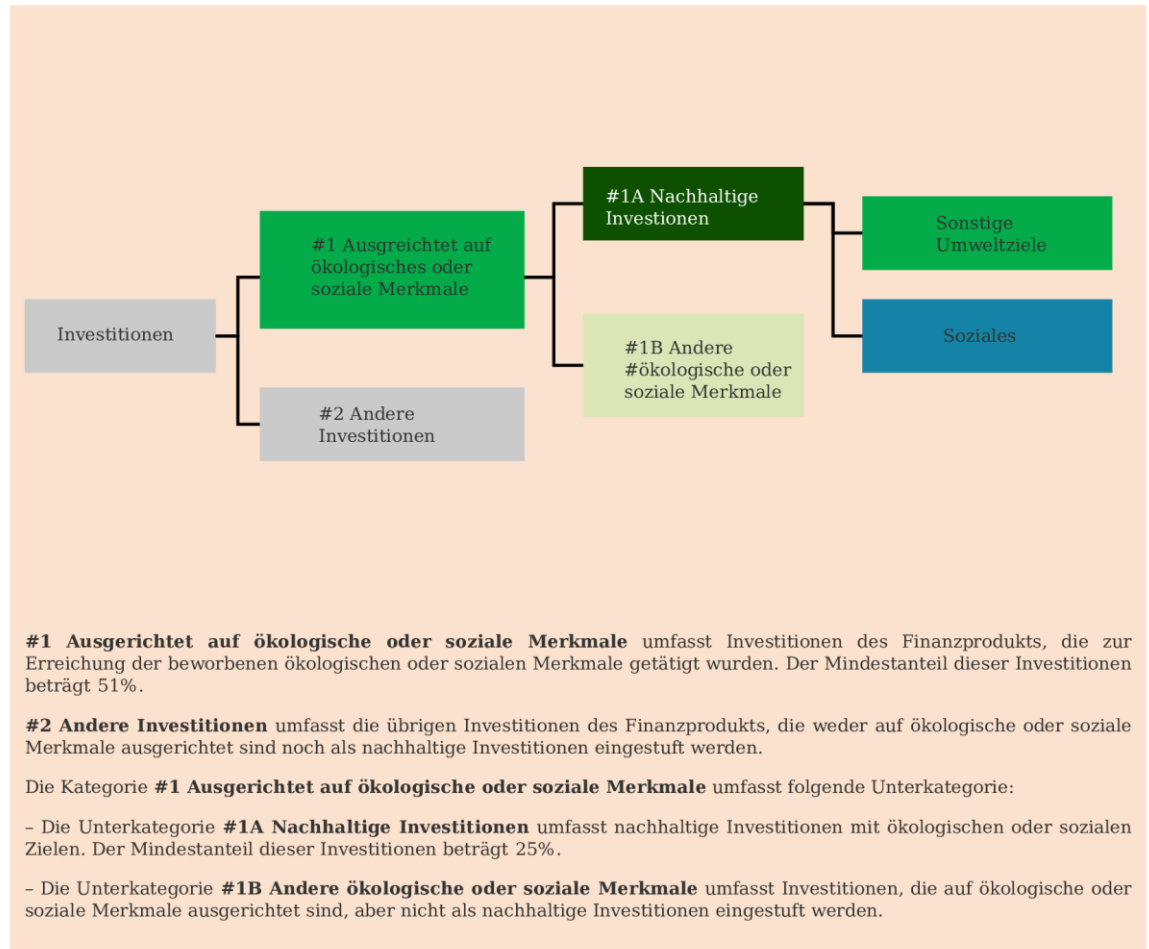 #1A Nachhaltige
Investionen
Sonstige
Umweltziele
#1 Ausgreichtet auf
ökologisches oder
soziale Merkmale
Investitionen
Soziales
#1B Andere
#ökologische oder
soziale Merkmale
#2 Andere
Investitionen
#1 Ausgerichtet auf ökologische oder soziale Merkmale umfasst Investitionen des Finanzprodukts, die zur
Erreichung der beworbenen ökologischen oder sozialen Merkmale getätigt wurden. Der Mindestanteil dieser Investitionen
beträgt 51%.
#2 Andere Investitionen umfasst die übrigen Investitionen des Finanzprodukts, die weder auf ökologische oder soziale
Merkmale ausgerichtet sind noch als nachhaltige Investitionen eingestuft werden.
Die Kategorie #1 Ausgerichtet auf ökologische oder soziale Merkmale umfasst folgende Unterkategorie:
– Die Unterkategorie #1A Nachhaltige Investitionen umfasst nachhaltige Investitionen mit ökologischen oder sozialen
Zielen. Der Mindestanteil dieser Investitionen beträgt 25%.
– Die Unterkategorie #1B Andere ökologische oder soziale Merkmale umfasst Investitionen, die auf ökologische oder
soziale Merkmale ausgerichtet sind, aber nicht als nachhaltige Investitionen eingestuft werden.